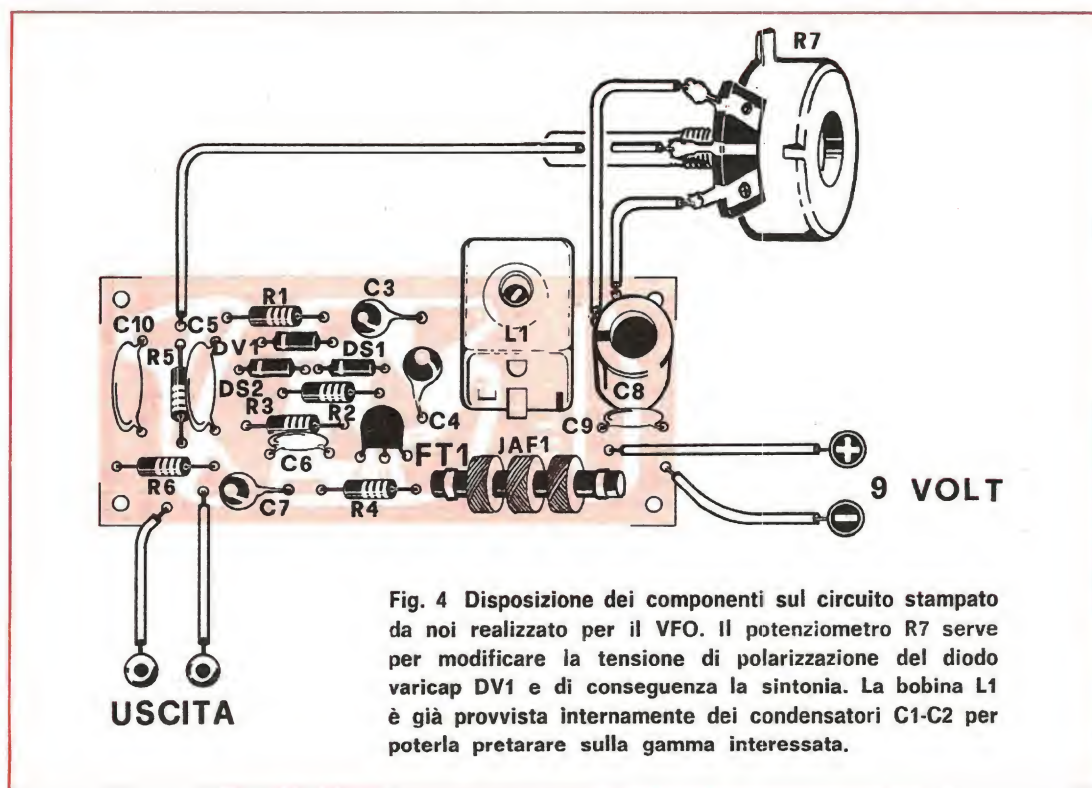 R7
C10
C5
R1
C3
R5
DV1
DS1
L1
DS2
R3
R2
C4
C8
C9
C6
FT1
JAF1
R6
C7
R4
+
9 VOLT
-
USCITA
Fig. 4 Disposizione dei componenti sul circuito stampato
da noi realizzato per il VFO. Il potenziometro R7 serve
per modificare la tensione di polarizzazione del diodo
varicap DV1 e di conseguenza la sintonia. La bobina L1
è già provvista internamente dei condensatori C1-C2 per
poterla pretarare sulla gamma interessata.